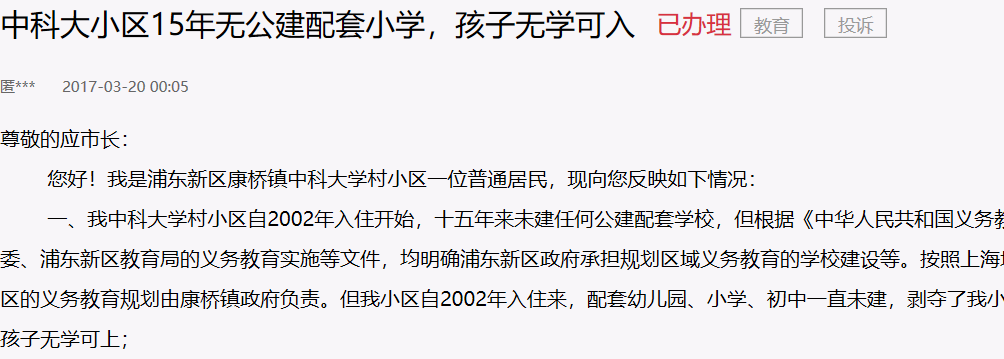 中科大小区15年无公建配套小学，孩子无学可入 已办理 教育 投诉
匿*** 2017-03-20 00:05
尊敬的应市长：
您好！我是浦东新区康桥镇中科大学村小区一位普通居民，现向您反映如下情况：
一、我中科大学村小区自2002年入住开始，十五年来未建任何公建配套学校，但根据《中华人民共和国义务教
委、浦东新区教育局的义务教育实施等文件，均明确浦东新区政府承担规划区域义务教育的学校建设等。按照上海
区的义务教育规划由康桥镇政府负责。但我小区自2002年入住来，配套幼儿园、小学、初中一直未建，剥夺了我小
孩子无学可上；